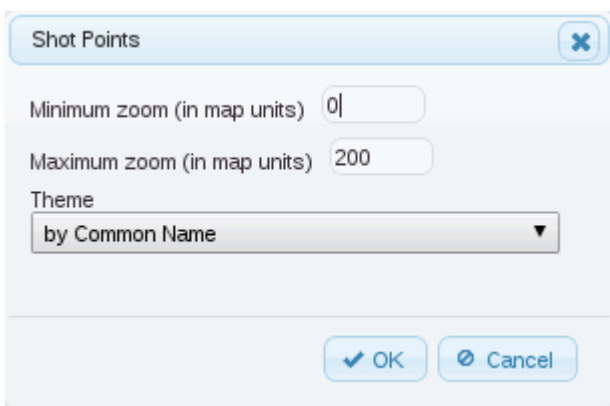 Shot Points
Minimum zoom (in map units) 0
Maximum zoom (in map units) 200
Theme
by Common Name
OK Cancel